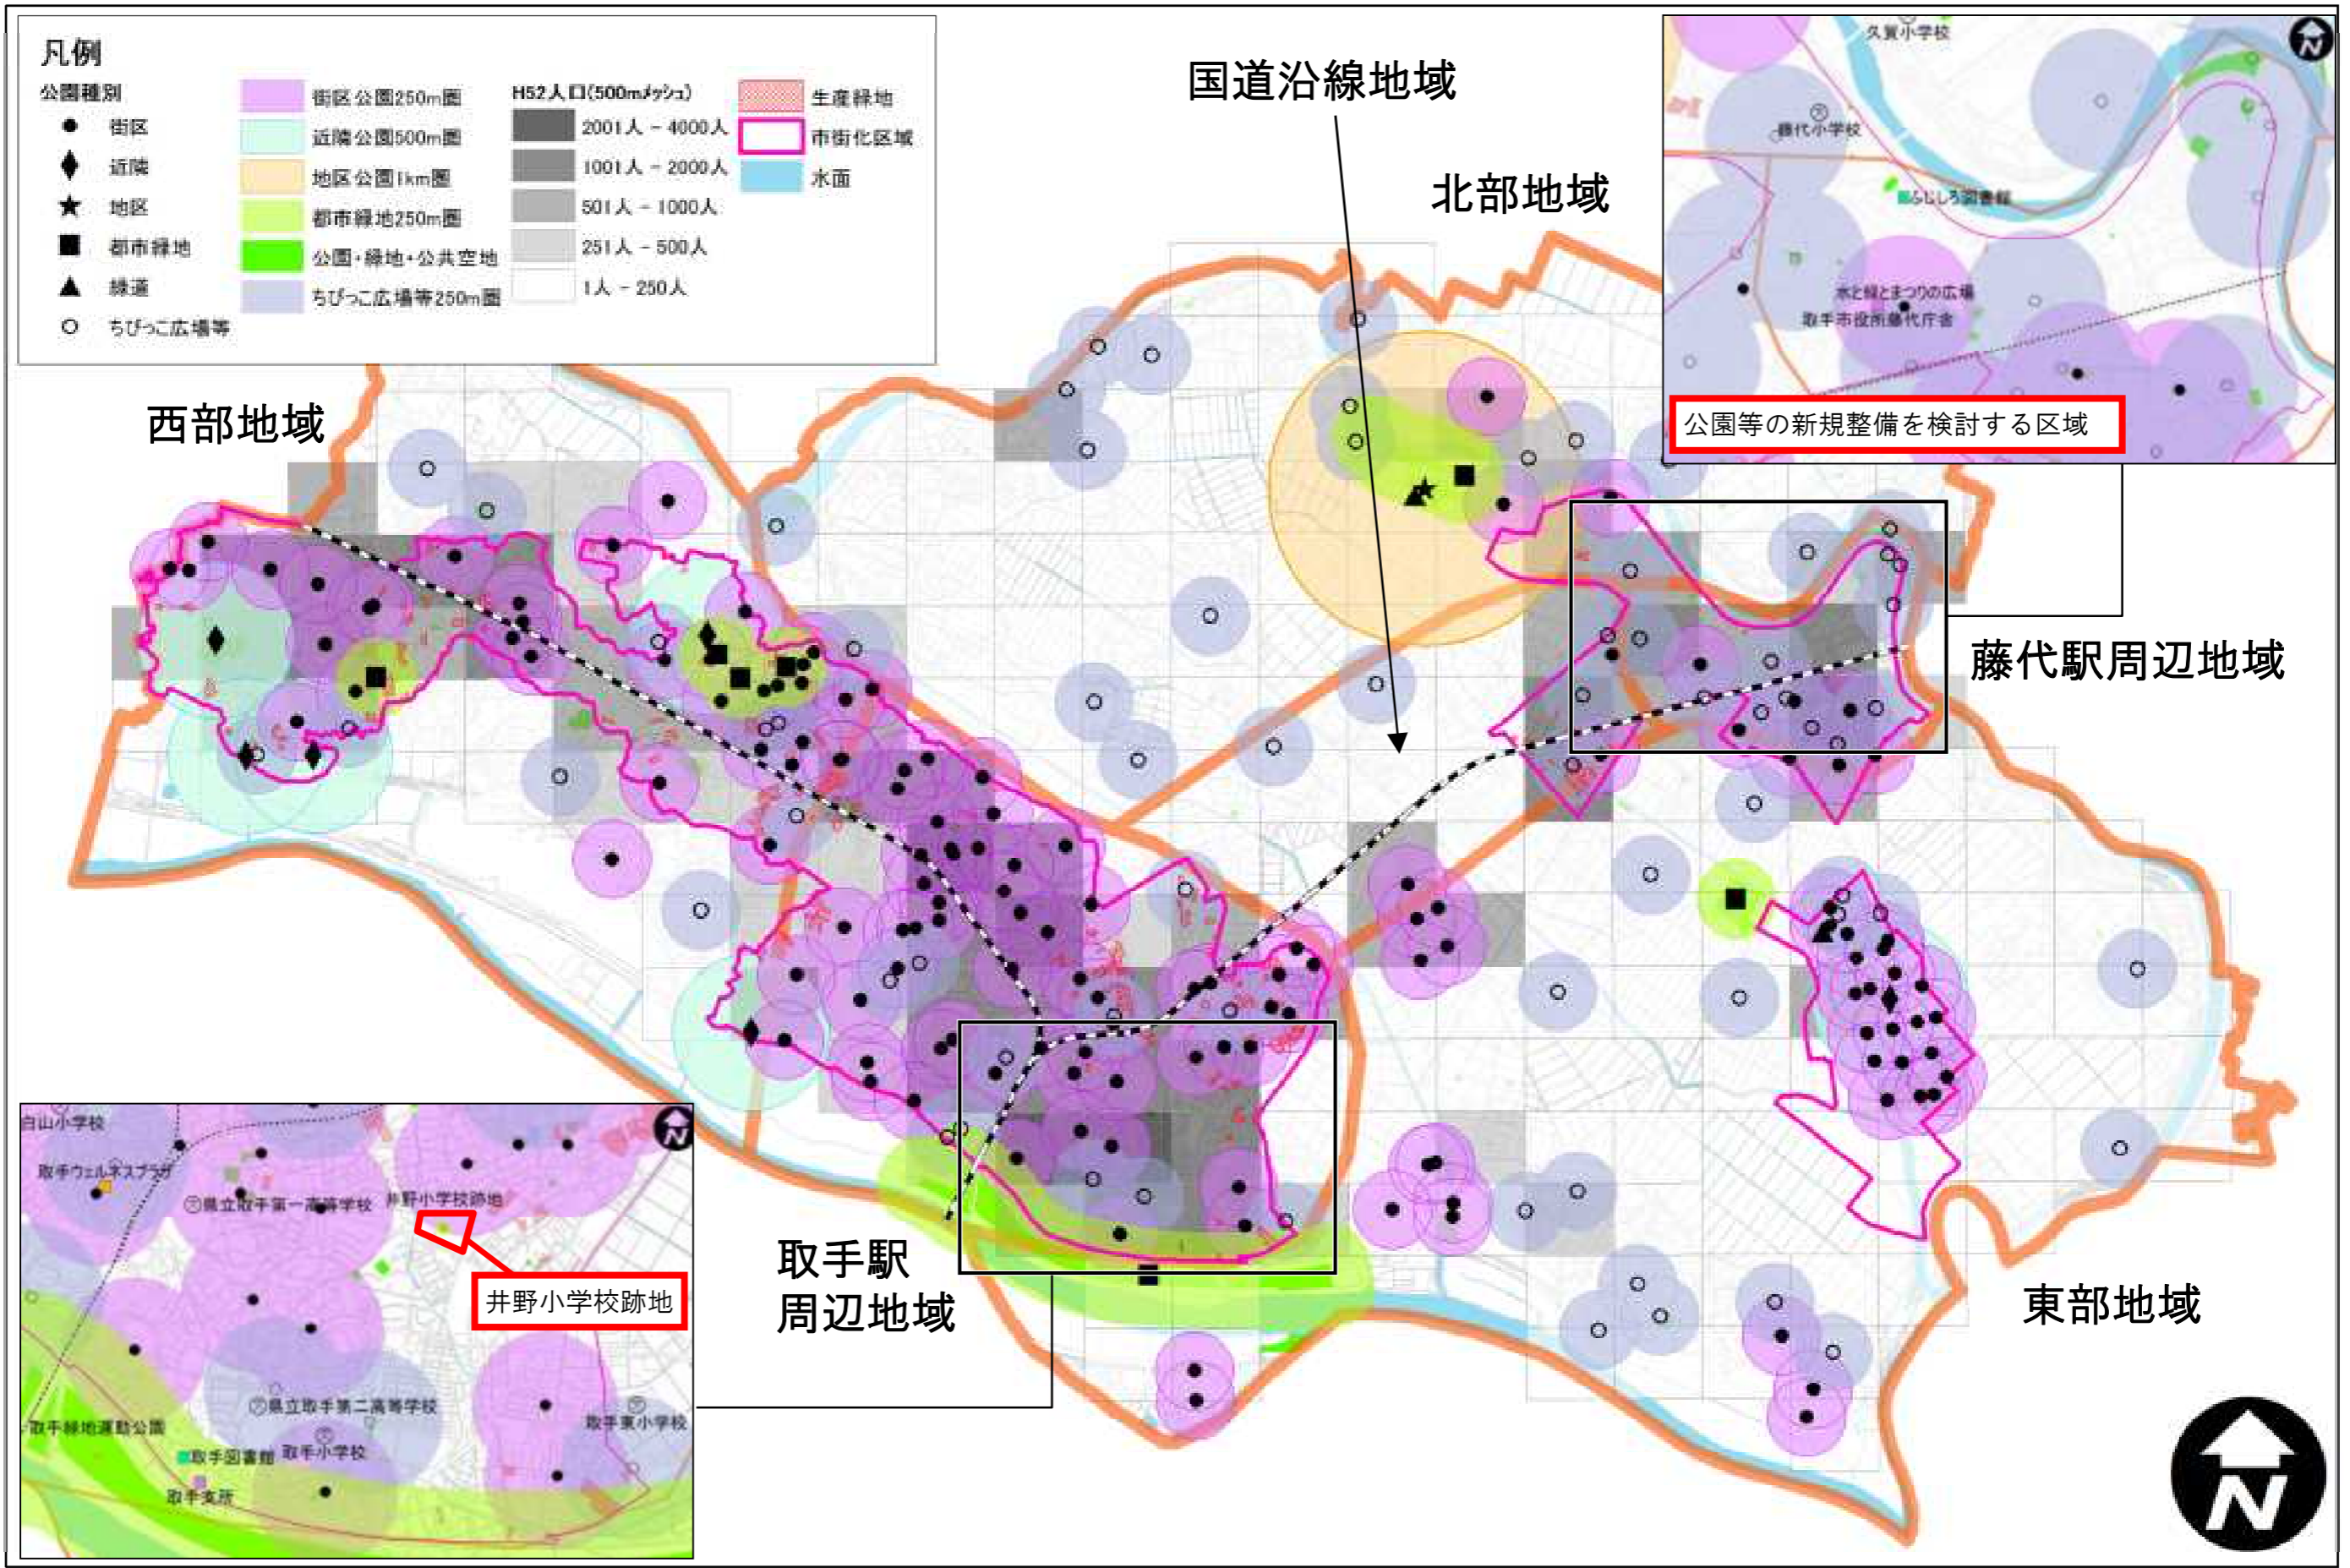 凡例
公園種別
街区
近隣
地区
都市緑地
緑道
ちびっこ広場等
街区公園250m圏
近隣公園500m圏
地区公園1km圏
都市緑地250m圏
公園・緑地・公共空地
ちびっこ広場等250m圏
H52人口(500mメッシュ)
2001人 - 4000人
1001人 - 2000人
501人 - 1000人
251人 - 500人
1人 - 250人
生産緑地
市街化区域
水面
国道沿線地域
北部地域
西部地域
藤代駅周辺地域
取手駅
周辺地域
東部地域
久賀小学校
藤代小学校
ふじしろ図書館
水と緑とまつりの広場
取手市役所藤代庁舎
公園等の新規整備を検討する区域
N
白山小学校
取手ウェルネスプラザ
県立取手第一高等学校
井野小学校跡地
井野小学校跡地
県立取手第二高等学校
取手東小学校
取手緑地運動公園
取手図書館
取手小学校
取手支所
N
N